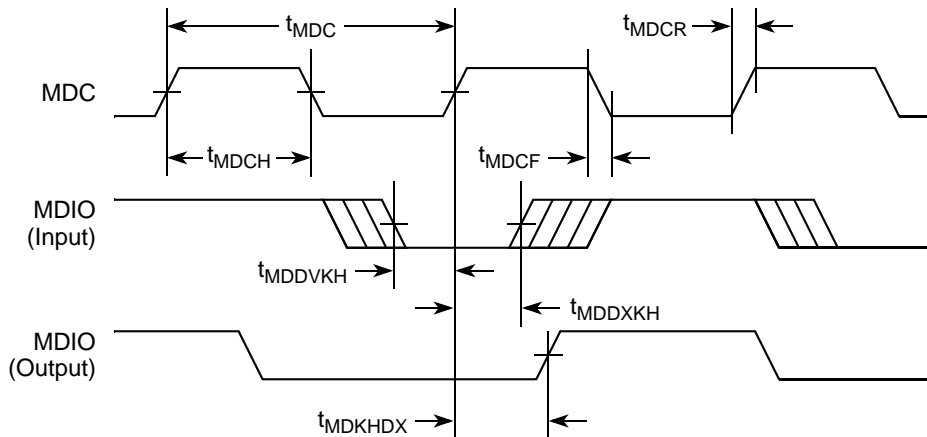 tMDC
tMDCR
MDC
tMDCH
tMDCF
MDIO
(Input)
tMDDVKH
tMDDXKH
MDIO
(Output)
tMDKHDX